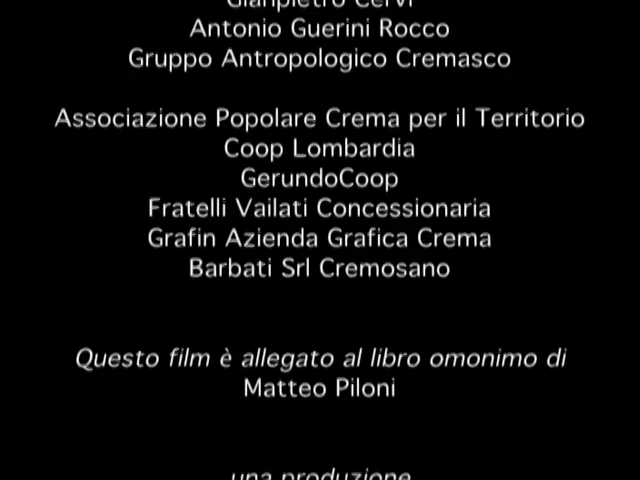 Gianpietro Cervi
Antonio Guerini Rocco
Gruppo Antropologico Cremasco
Associazione Popolare Crema per il Territorio
Coop Lombardia
GerundoCoop
Fratelli Vailati Concessionaria
Grafin Azienda Grafica Crema
Barbati Srl Cremosano
Questo film è allegato al libro omonimo di
Matteo Piloni
una produzione